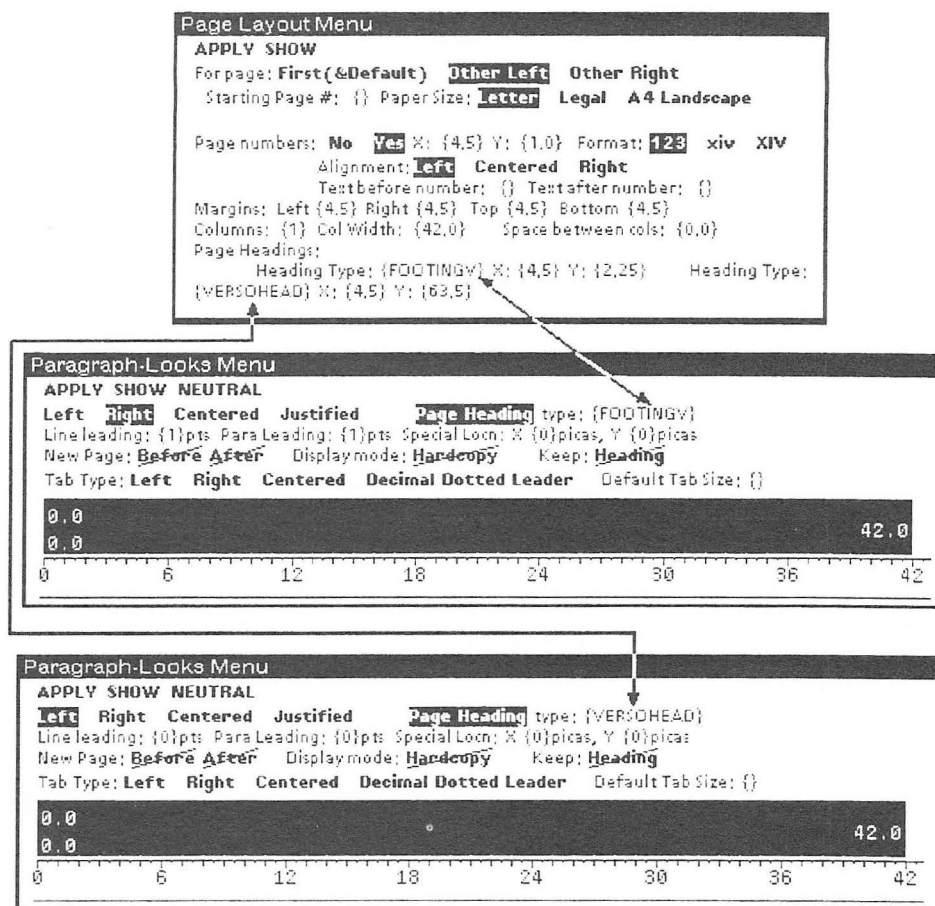 Page Layout Menu
APPLY SHOW
For page: First(&Default) Other Left Other Right
Starting Page #: {} Paper Size: Letter Legal A4 Landscape
Page numbers: No Yes X: {4,5} Y: {1,0} Format: 123 xiv XIV
Alignment: Left Centered Right
Text before number: {} Text after number: {}
Margins: Left {4,5} Right {4,5} Top {4,5} Bottom {4,5}
Columns: {1} Col Width: {42,0} Space between cols: {0,0}
Page Headings:
Heading Type: {FOOTINGV} X: {4,5} Y: {2,25} Heading Type:
{VERSOHEAD} X: {4,5} Y: {63,5}
Paragraph-Looks Menu
APPLY SHOW NEUTRAL
Left Right Centered Justified Page Heading type: {FOOTINGV}
Line leading: {1}pts Para Leading: {1}pts Special Locn: X {0}picas, Y {0}picas
New Page: Before After Display mode: Hardcopy Keep: Heading
Tab Type: Left Right Centered Decimal Dotted Leader Default Tab Size: {}
0.0
42.0
0.0
0 6 12 18 24 30 36 42
Paragraph-Looks Menu
APPLY SHOW NEUTRAL
Left Right Centered Justified Page Heading type: {VERSOHEAD}
Line leading: {0}pts Para Leading: {0}pts Special Locn: X {0}picas, Y {0}picas
New Page: Before After Display mode: Hardcopy Keep: Heading
Tab Type: Left Right Centered Decimal Dotted Leader Default Tab Size: {}
0.0
42.0
0.0
0 6 12 18 24 30 36 42